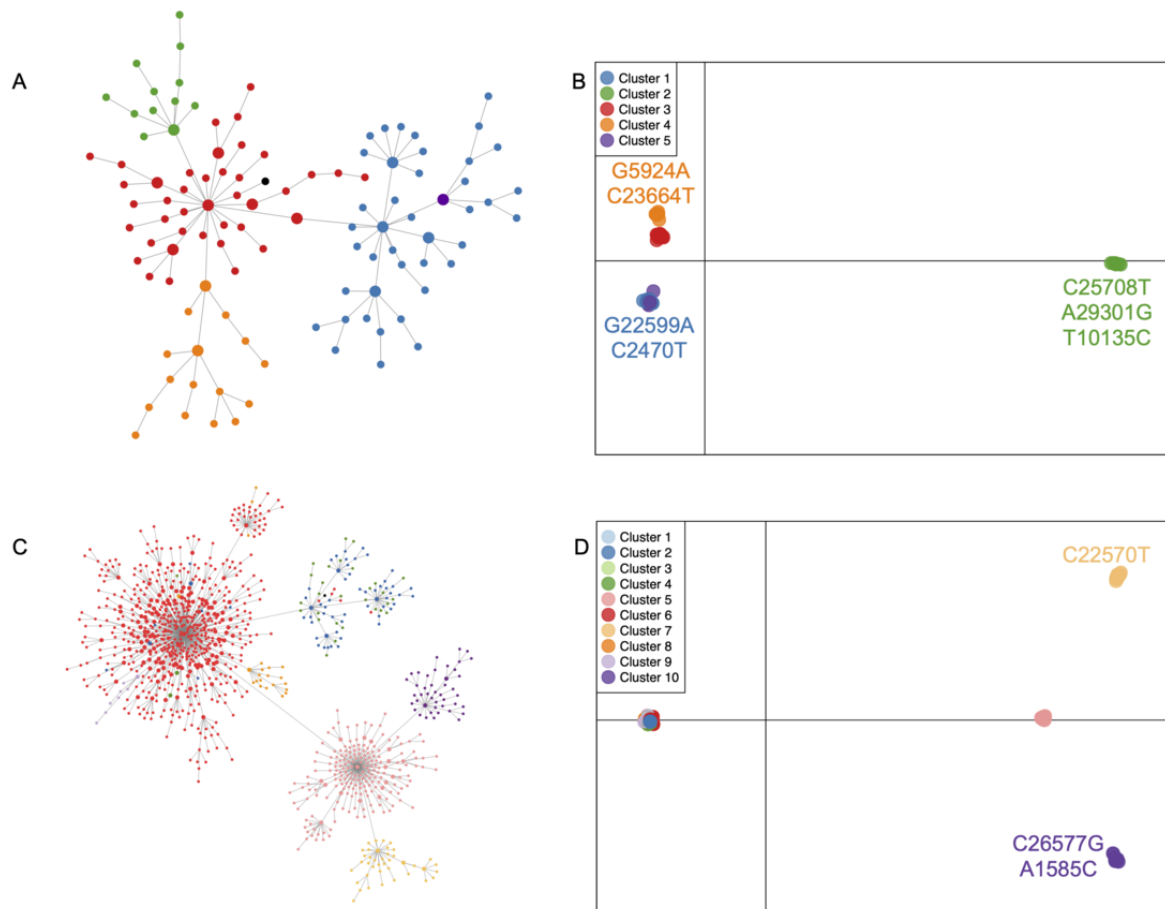 A
B
Cluster 1
Cluster 2
Cluster 3
Cluster 4
Cluster 5
G5924A
C23664T
G22599A
C2470T
C25708T
A29301G
T10135C
C
D
Cluster 1
Cluster 2
Cluster 3
Cluster 4
Cluster 5
Cluster 6
Cluster 7
Cluster 8
Cluster 9
Cluster 10
C22570T
C26577G
A1585C